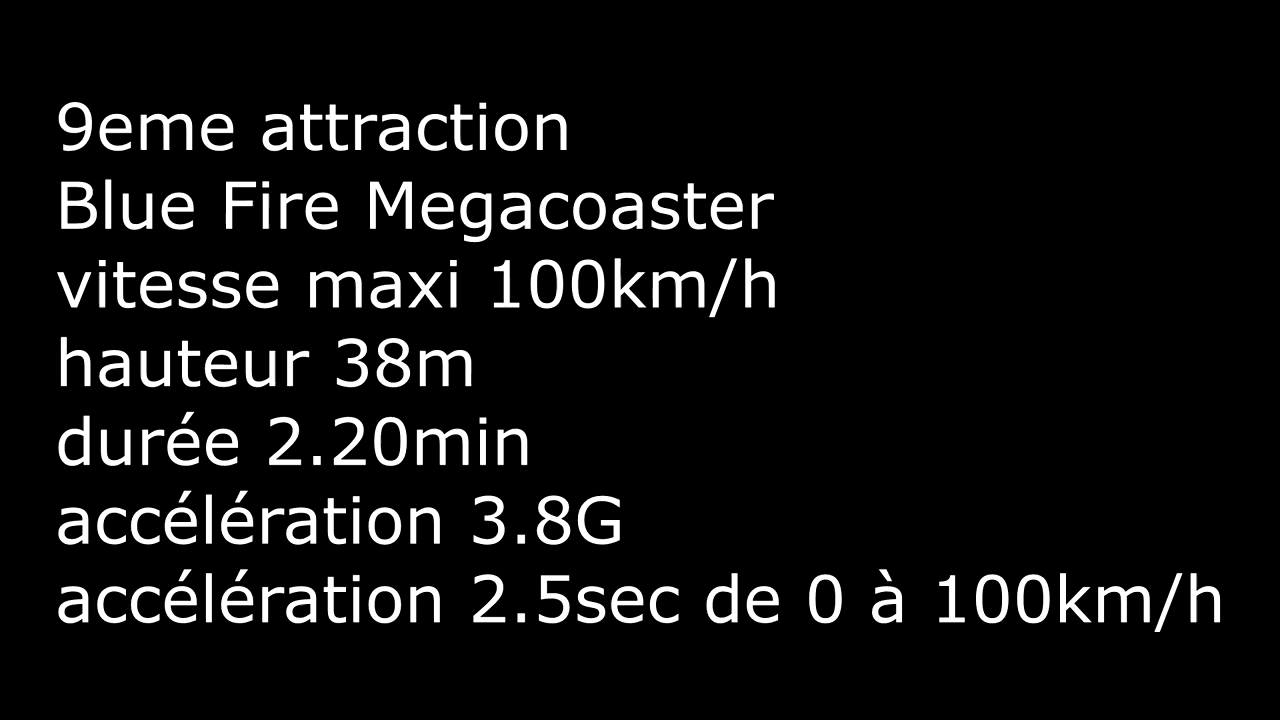 9eme attraction
Blue Fire Megacoaster
vitesse maxi 100km/h
hauteur 38m
durée 2.20min
accélération 3.8G
accélération 2.5sec de 0 à 100km/h